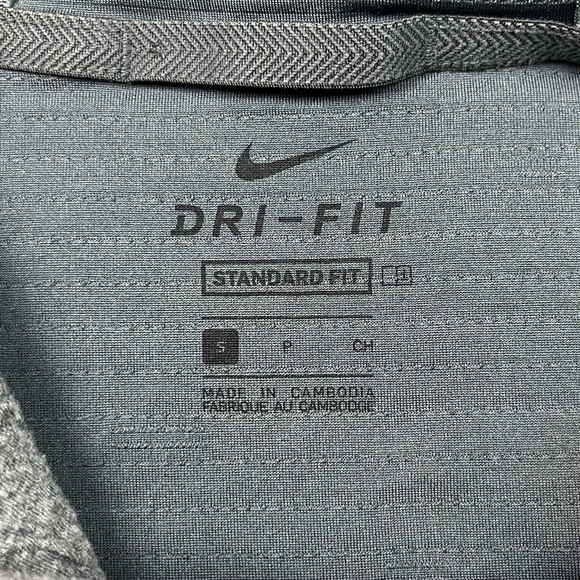 DRI-FIT
STANDARD FIT
S P CH
MADE IN CAMBODIA
FABRIQUE AU CAMBODGE